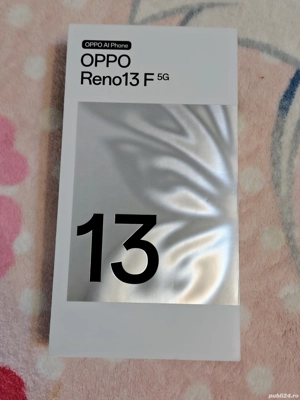 OPPO AI Phone
OPPO
Reno13 F 5G
13
publi24.ro